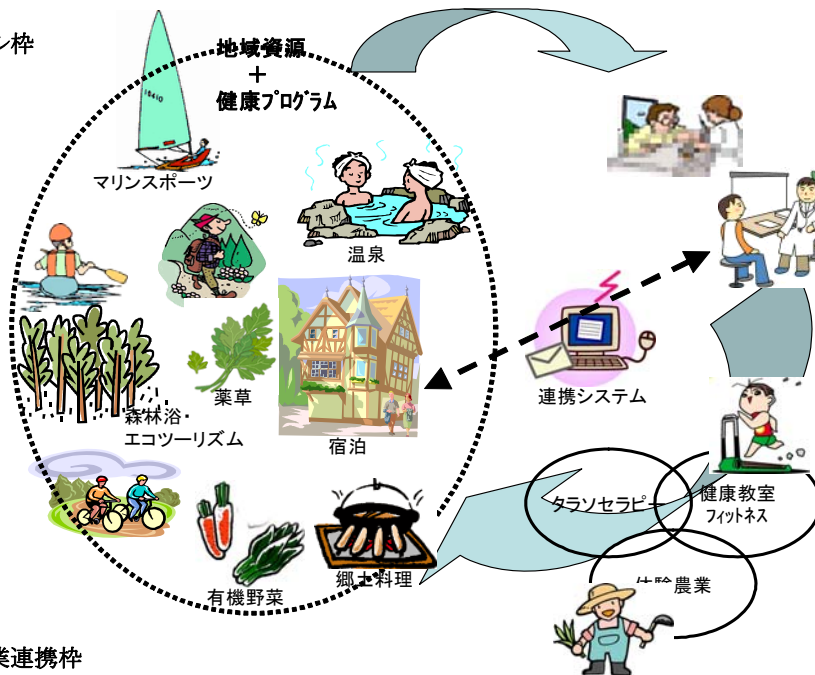 ン枠
地域資源
＋
健康プログラム
18410
マリンスポーツ
温泉
薬草
森林浴・
エコツーリズム
宿泊
連携システム
タラソセラピー
健康教室
フィットネス
体験農業
有機野菜
郷土料理
業連携枠